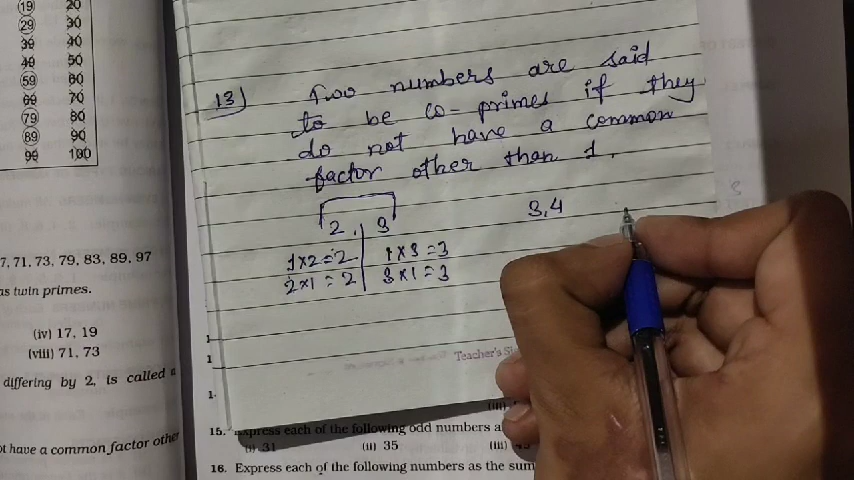 19 20
29 30
39 40
49 50
59 60
69 70
79 80
89 90
99 100
7, 71, 73, 79, 83, 89, 97
as twin primes.
(iv) 17, 19
(viii) 71, 73
differing by 2, is called a
have a common factor other
13) Two numbers are said
to be co-primes if they
do not have a common
factor other than 1.
2, 3
1×2=2 1×3=3
2×1=2 3×1=3
3,4
Teacher's
15. Express each of the following odd numbers a
(i) 31 (ii) 35 (iii)
16. Express each of the following numbers as the sum